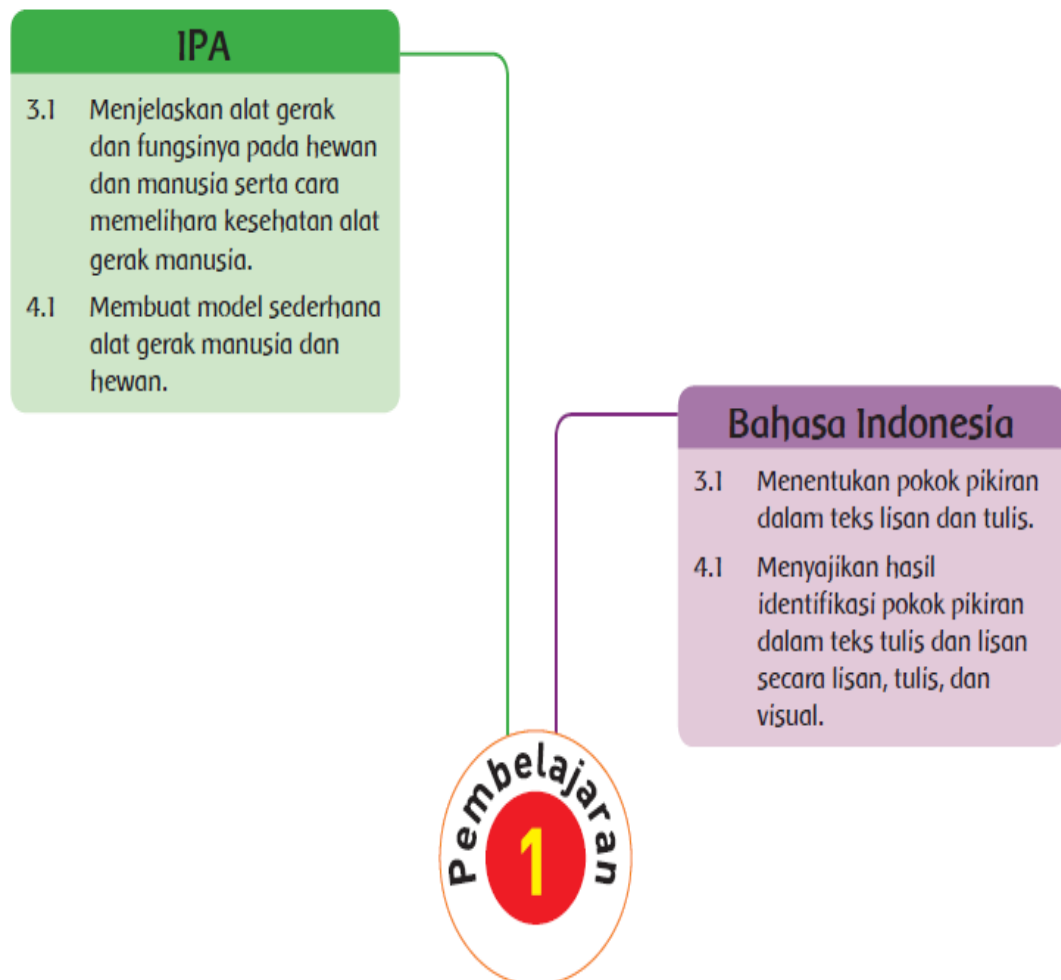 IPA
3.1 Menjelaskan alat gerak
dan fungsinya pada hewan
dan manusia serta cara
memelihara kesehatan alat
gerak manusia.
4.1 Membuat model sederhana
alat gerak manusia dan
hewan.
Bahasa Indonesia
3.1 Menentukan pokok pikiran
dalam teks lisan dan tulis.
4.1 Menyajikan hasil
identifikasi pokok pikiran
dalam teks tulis dan lisan
secara lisan, tulis, dan
visual.
Pembelajaran
1